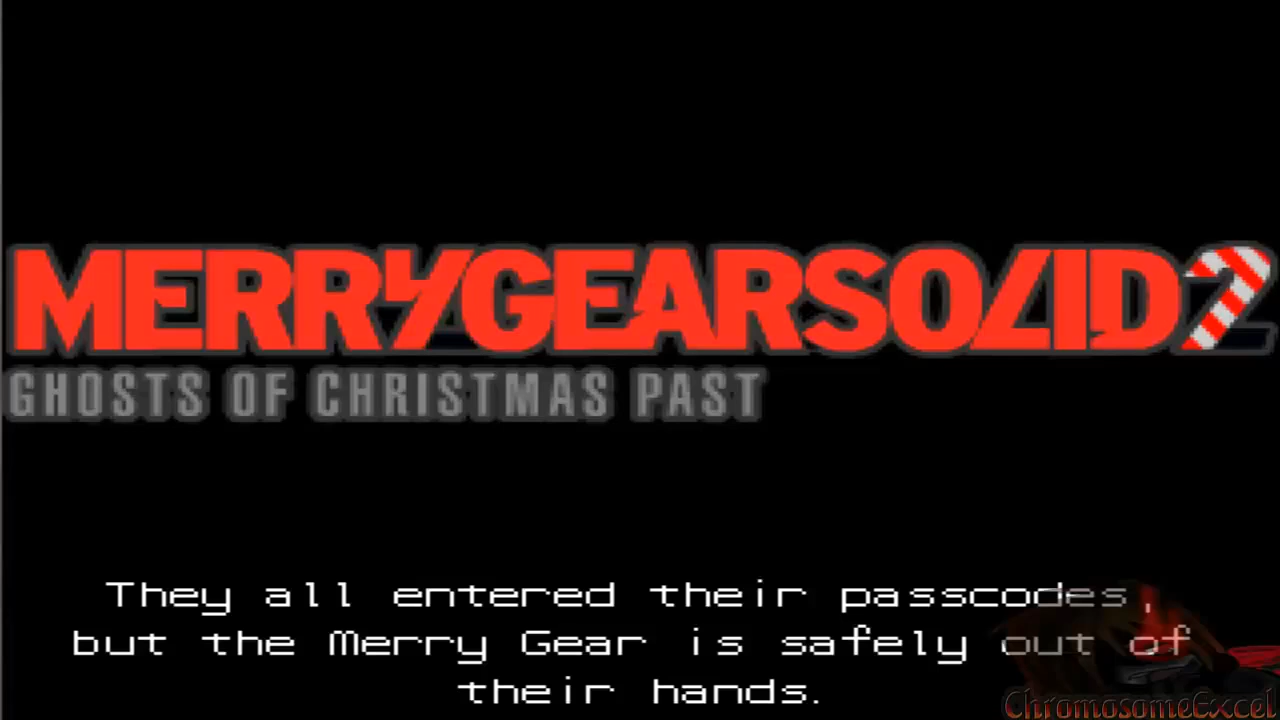 MERRYGEARSOLID2
GHOSTS OF CHRISTMAS PAST
They all entered their passcodes,
but the Merry Gear is safely out of
their hands.
ChromosomeExcel